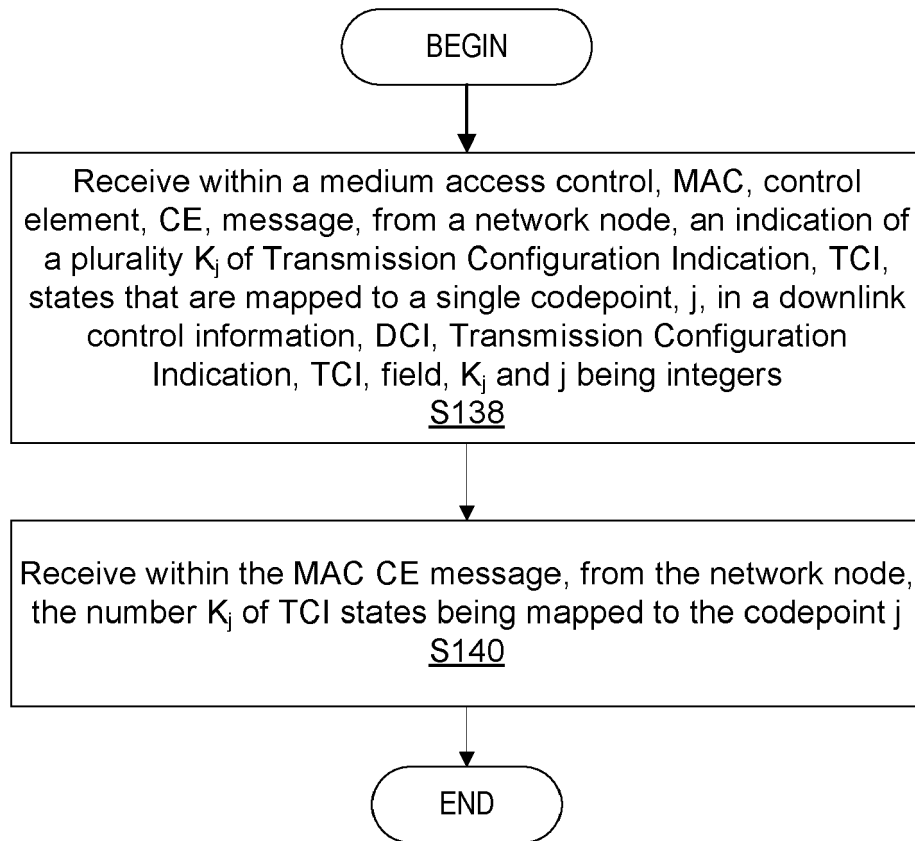 BEGIN
Receive within a medium access control, MAC, control
element, CE, message, from a network node, an indication of
a plurality Kj of Transmission Configuration Indication, TCI,
states that are mapped to a single codepoint, j, in a downlink
control information, DCI, Transmission Configuration
Indication, TCI, field, Kj and j being integers
S138
Receive within the MAC CE message, from the network node,
the number Kj of TCI states being mapped to the codepoint j
S140
END